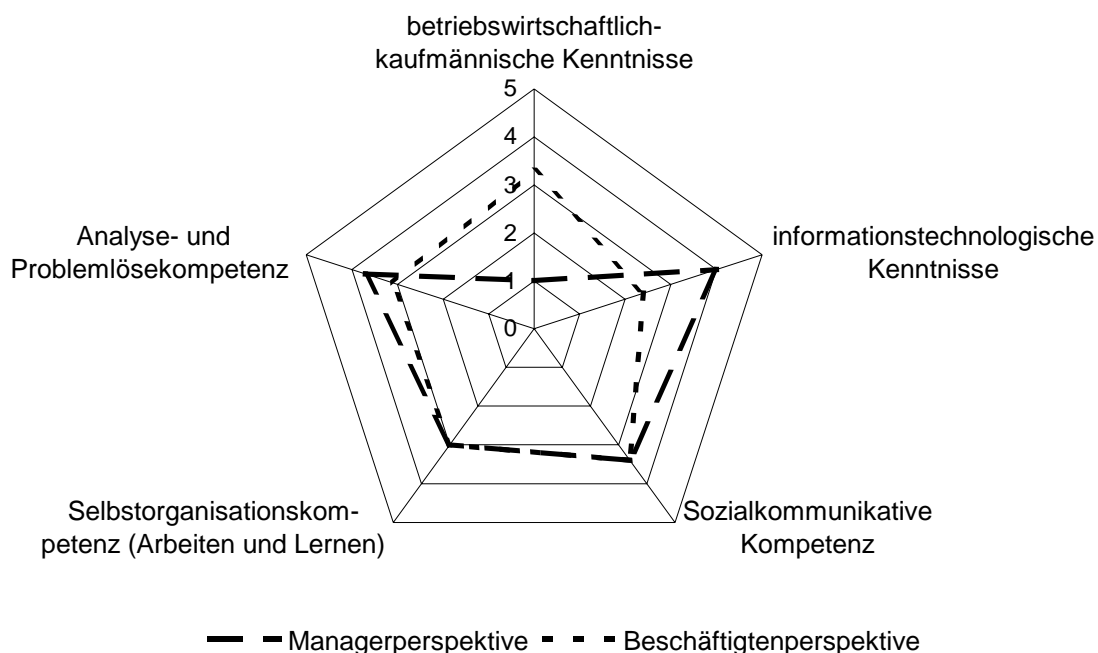 betriebswirtschaftlich-
kaufmännische Kenntnisse
5
4
3
2
1
0
informationstechnologische
Kenntnisse
Sozialkommunikative
Kompetenz
Selbstorganisationskom-
petenz (Arbeiten und Lernen)
Analyse- und
Problemlösekompetenz
Managerperspektive
Beschäftigtenperspektive